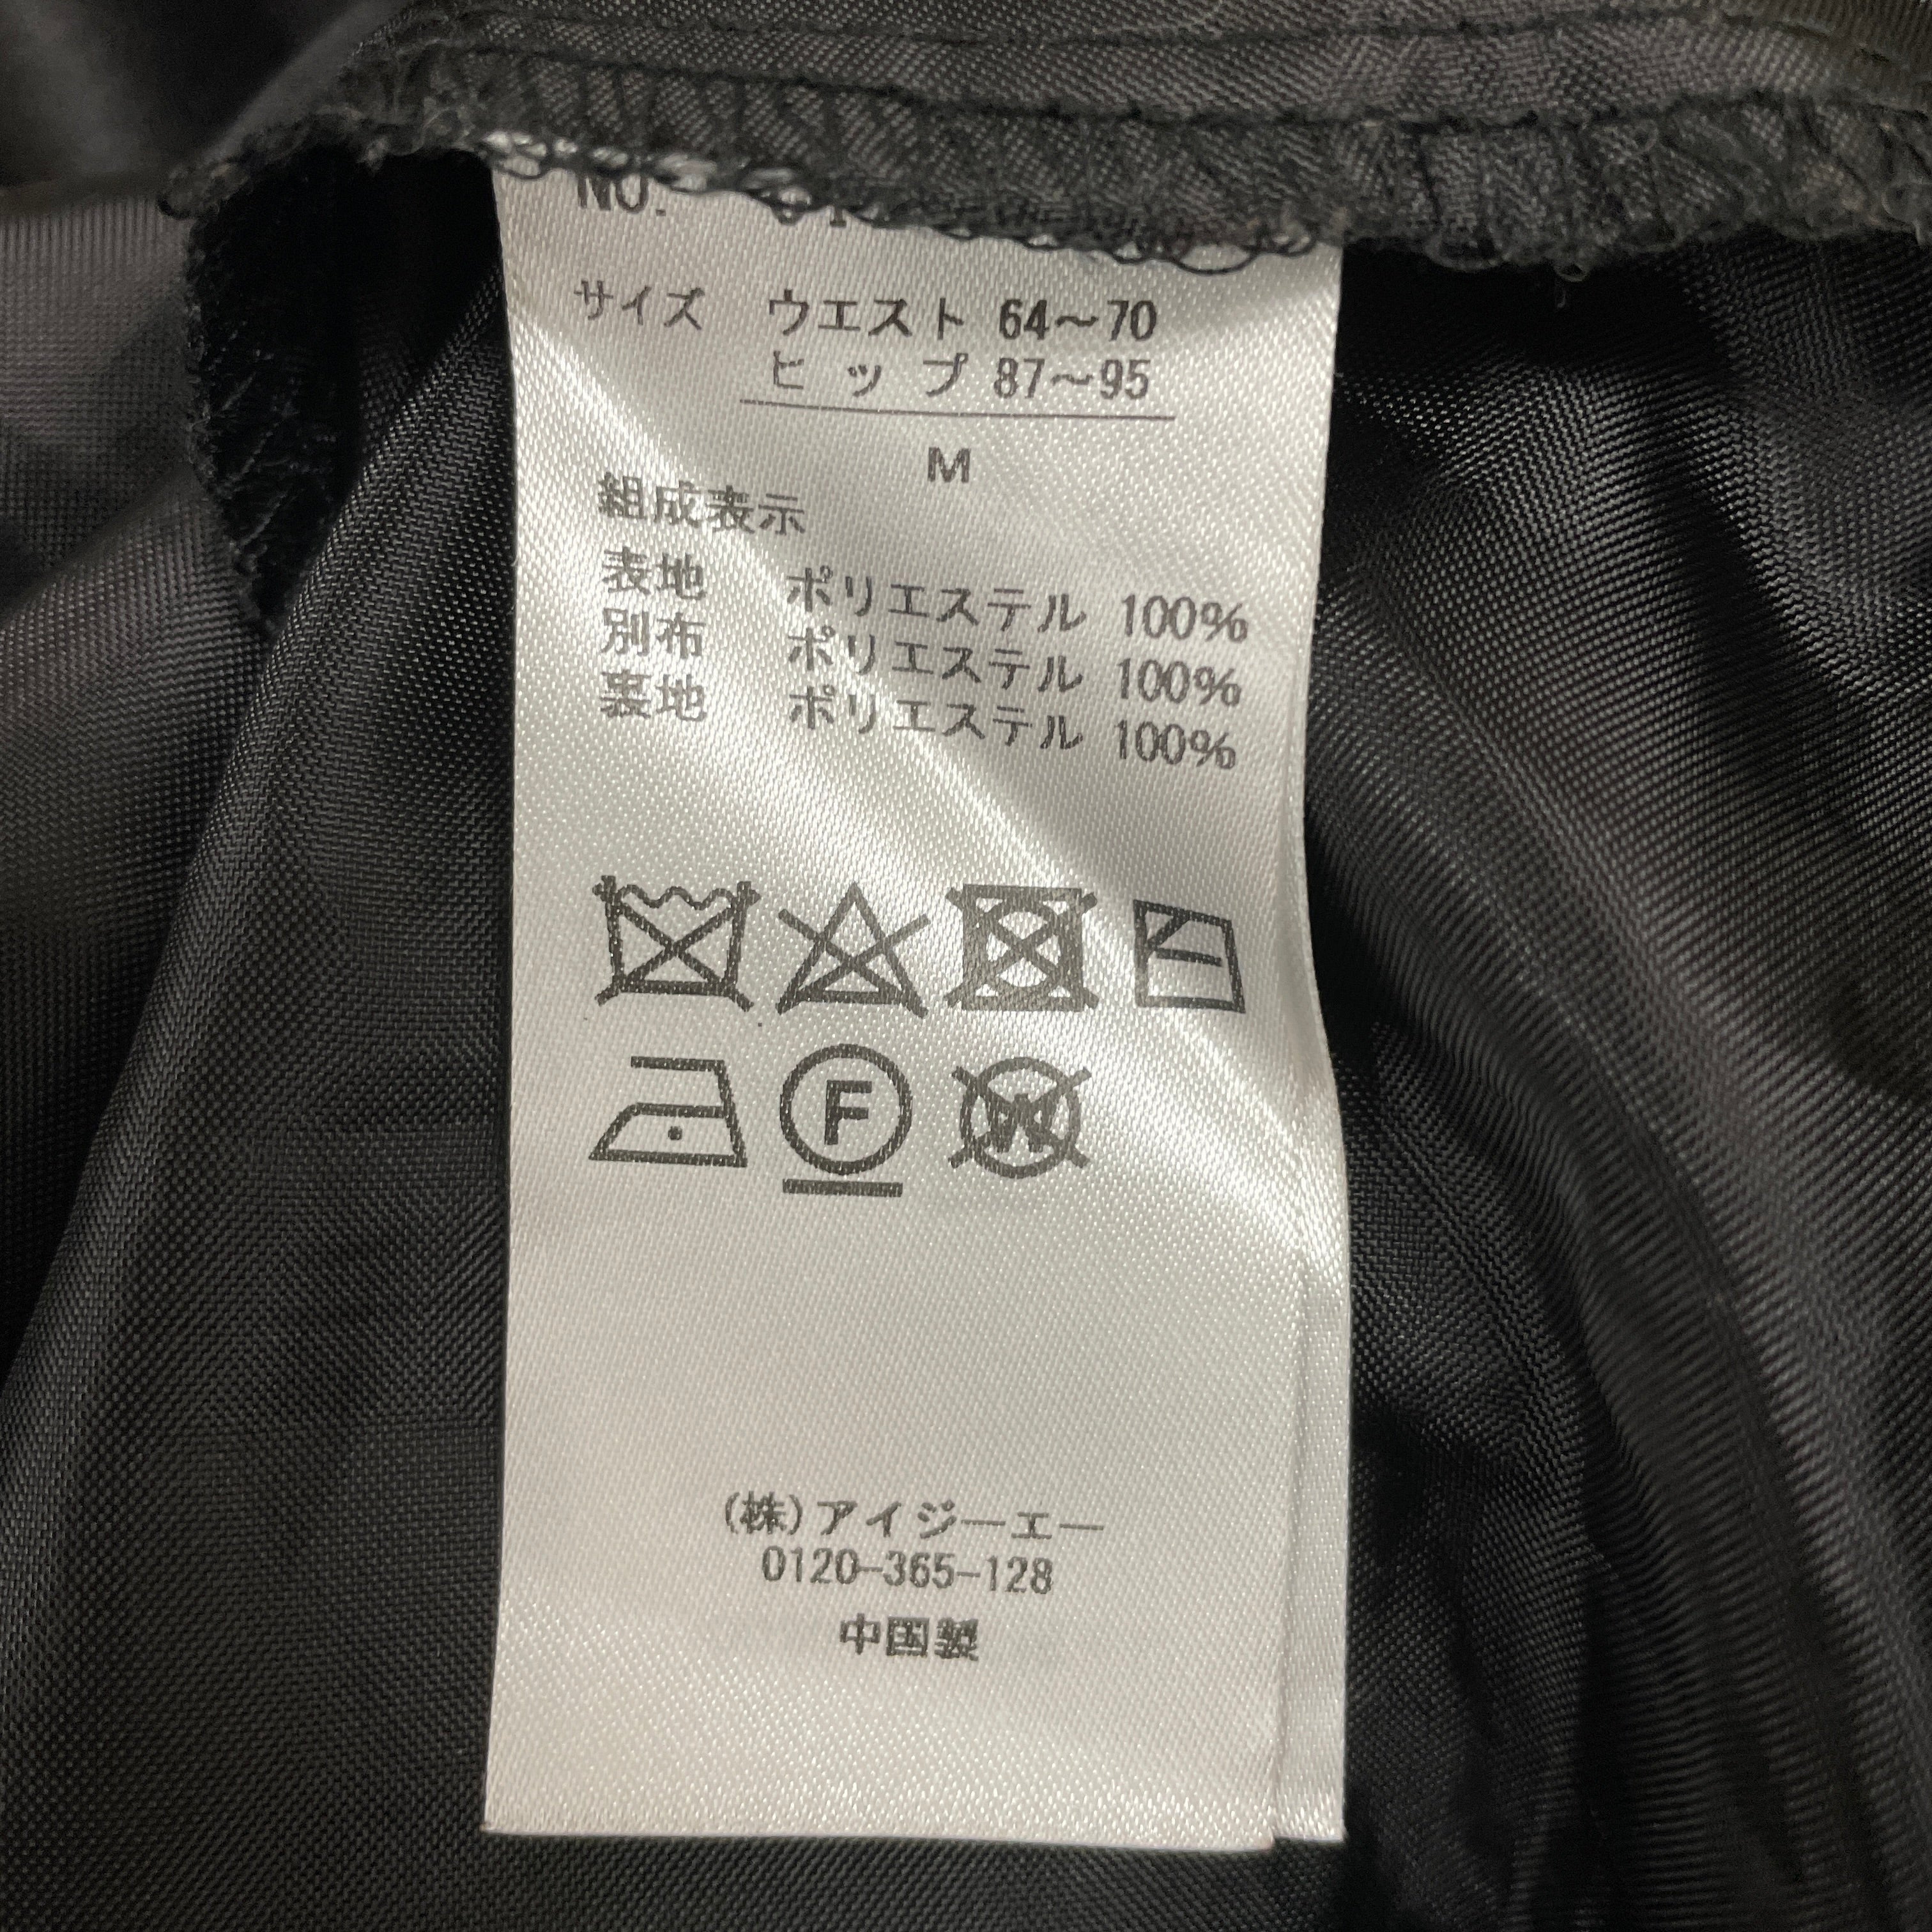 NO.
サイズ ウエスト 64～70
ヒップ 87～95
M
組成表示
表地 ポリエステル 100%
別布 ポリエステル 100%
裏地 ポリエステル 100%
F W
(株)アイジーエー
0120-365-128
中国製